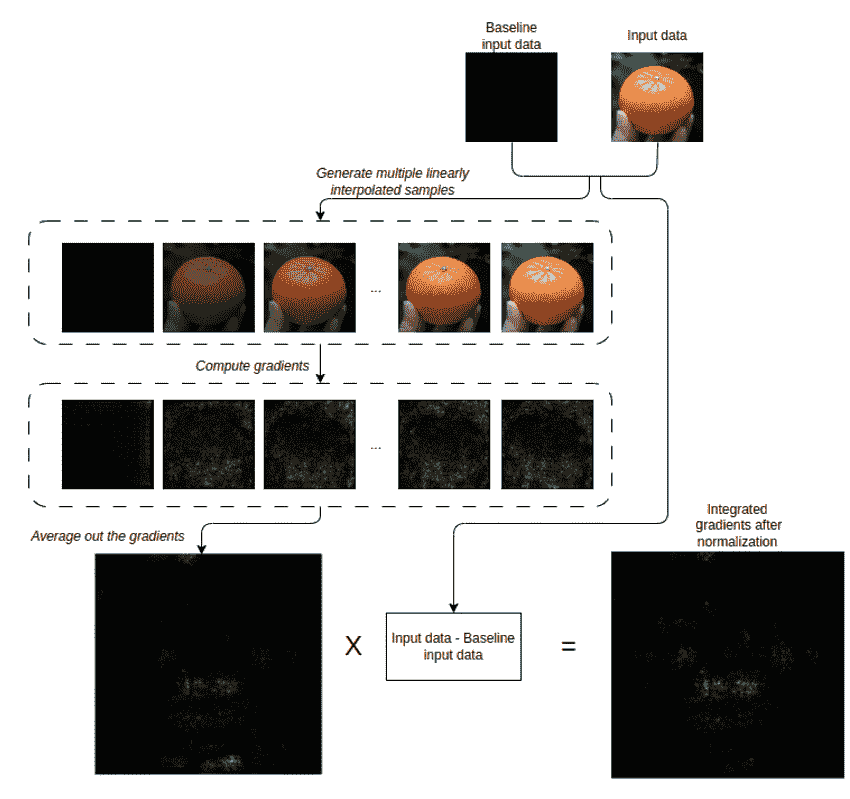 Baseline
input data
Input data
Generate multiple linearly
interpolated samples
...
Compute gradients
...
Average out the gradients
Integrated
gradients after
normalization
X
Input data - Baseline
input data
=